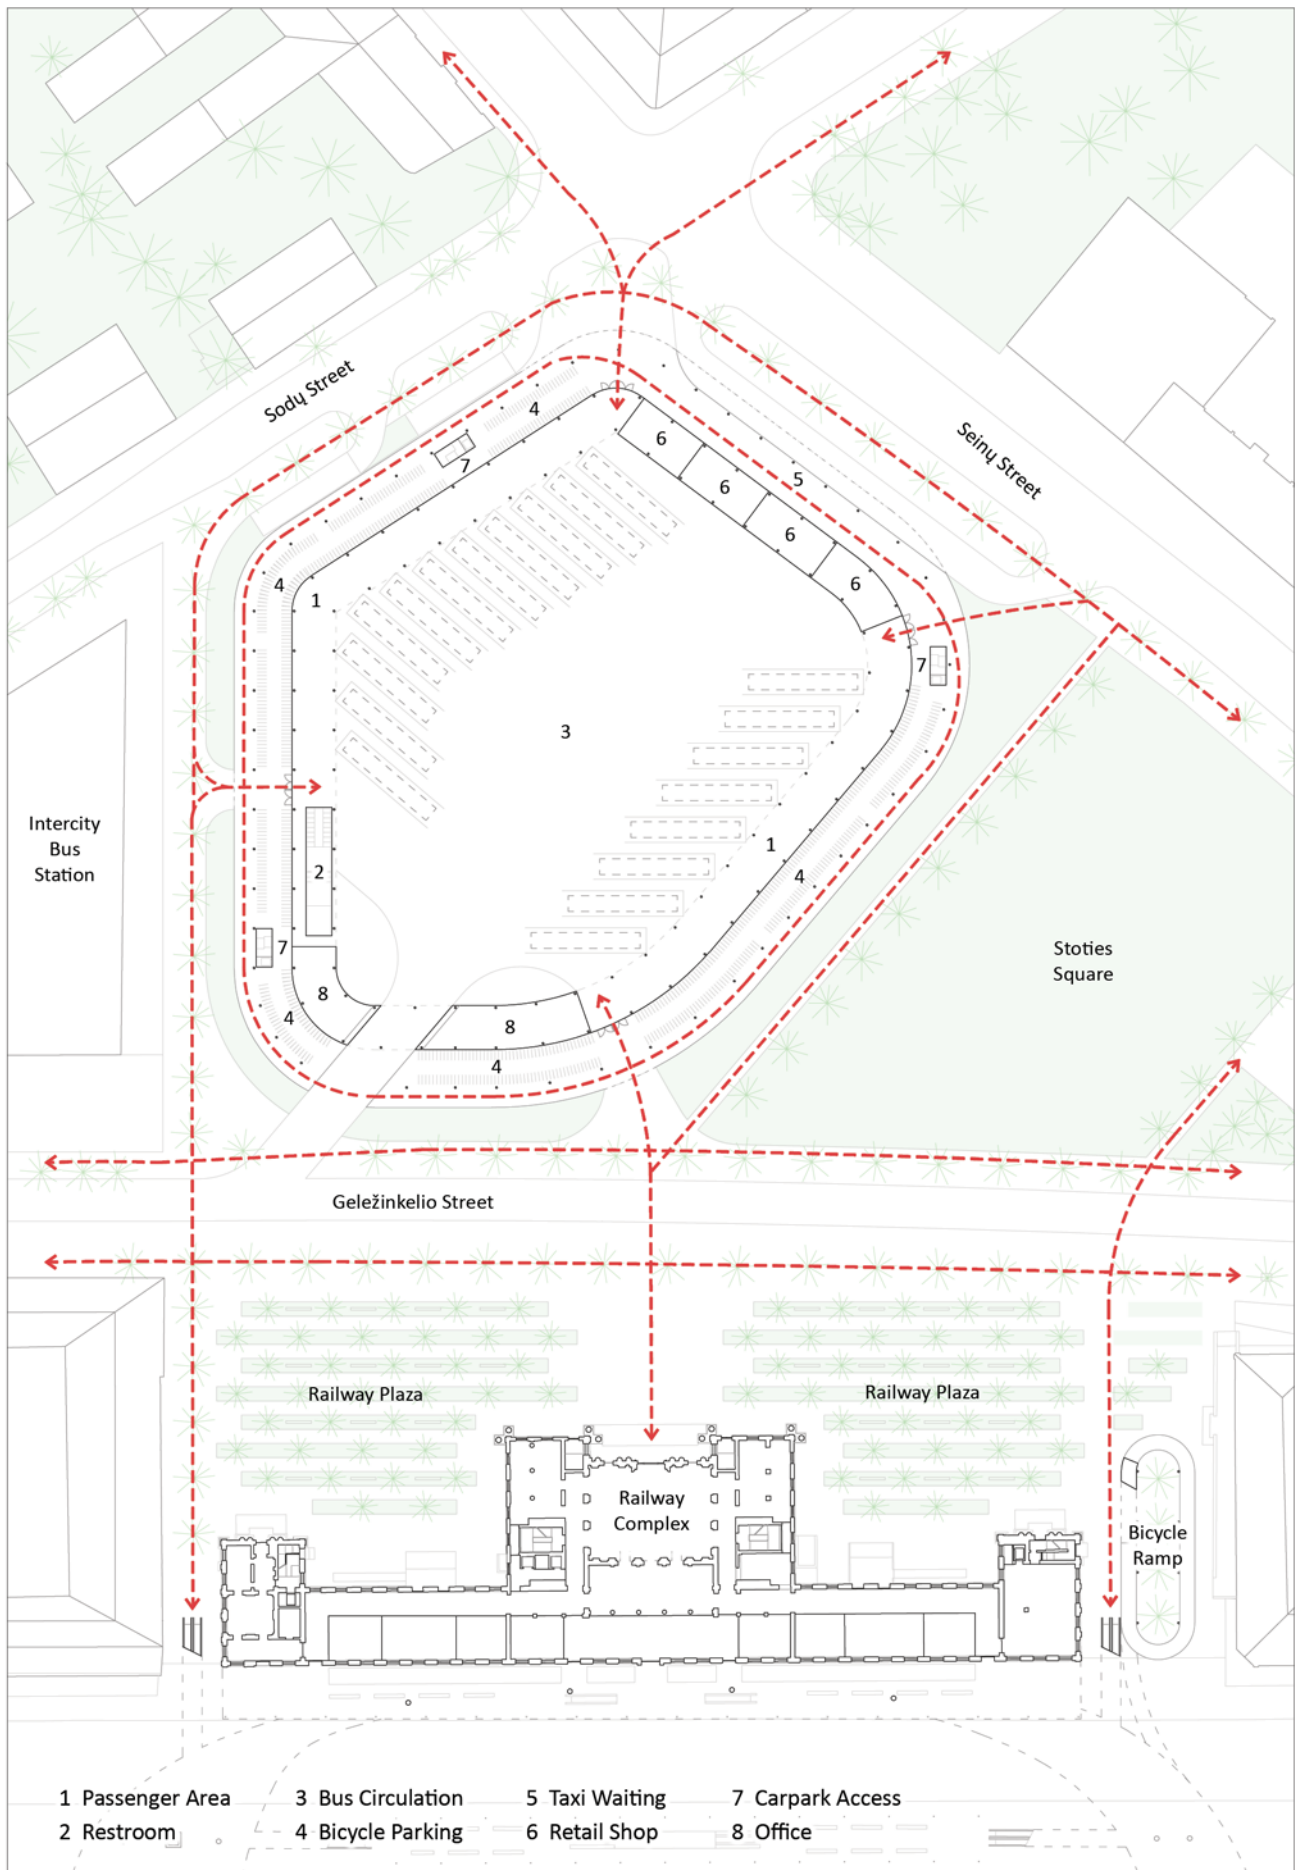 Sodų Street
Seinų Street
4
6
7
6
5
6
4
6
1
7
3
Intercity
Bus
Station
1
2
4
Stoties
Square
7
8
4
8
4
Geležinkelio Street
Railway Plaza
Railway Plaza
Railway
Complex
Bicycle
Ramp
1 Passenger Area
3 Bus Circulation
5 Taxi Waiting
7 Carpark Access
2 Restroom
4 Bicycle Parking
6 Retail Shop
8 Office